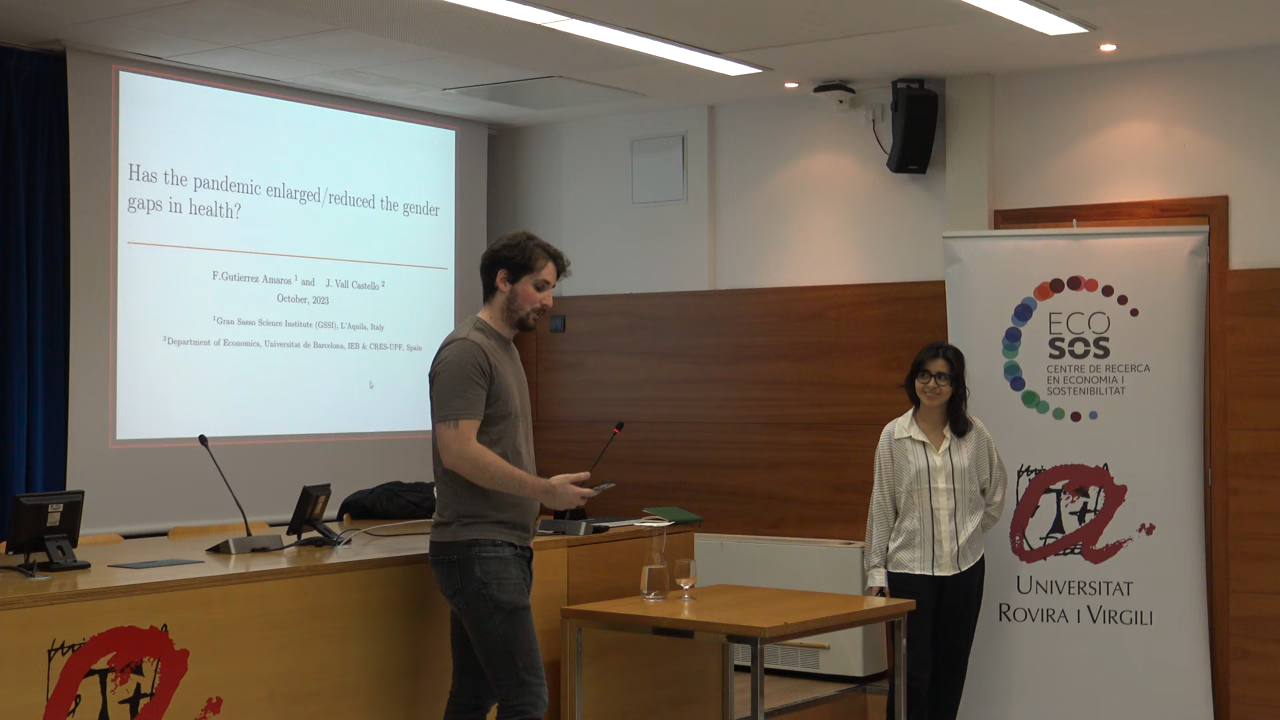 Has the pandemic enlarged/reduced the gender
gaps in health?
F.Gutierrez Amaros 1 and J. Vall Castello 2
October, 2023
1Gran Sasso Science Institute (GSSI), L'Aquila, Italy
2Department of Economics, Universitat de Barcelona, IEB & CRES-UPF, Spain
ECO
SOS
CENTRE DE RECERCA
EN ECONOMIA I
SOSTENIBILITAT
UNIVERSITAT
ROVIRA I VIRGILI